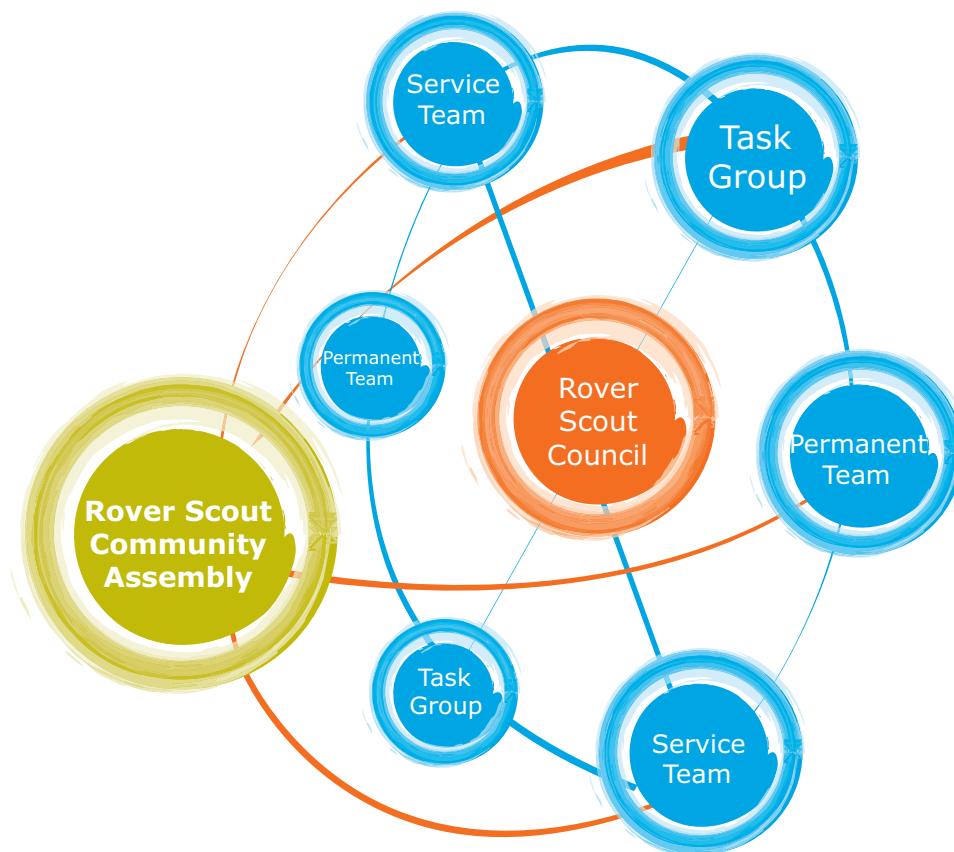 Service
Team
Task
Group
Permanent
Team
Rover
Scout
Council
Permanent
Team
Rover Scout
Community
Assembly
Task
Group
Service
Team